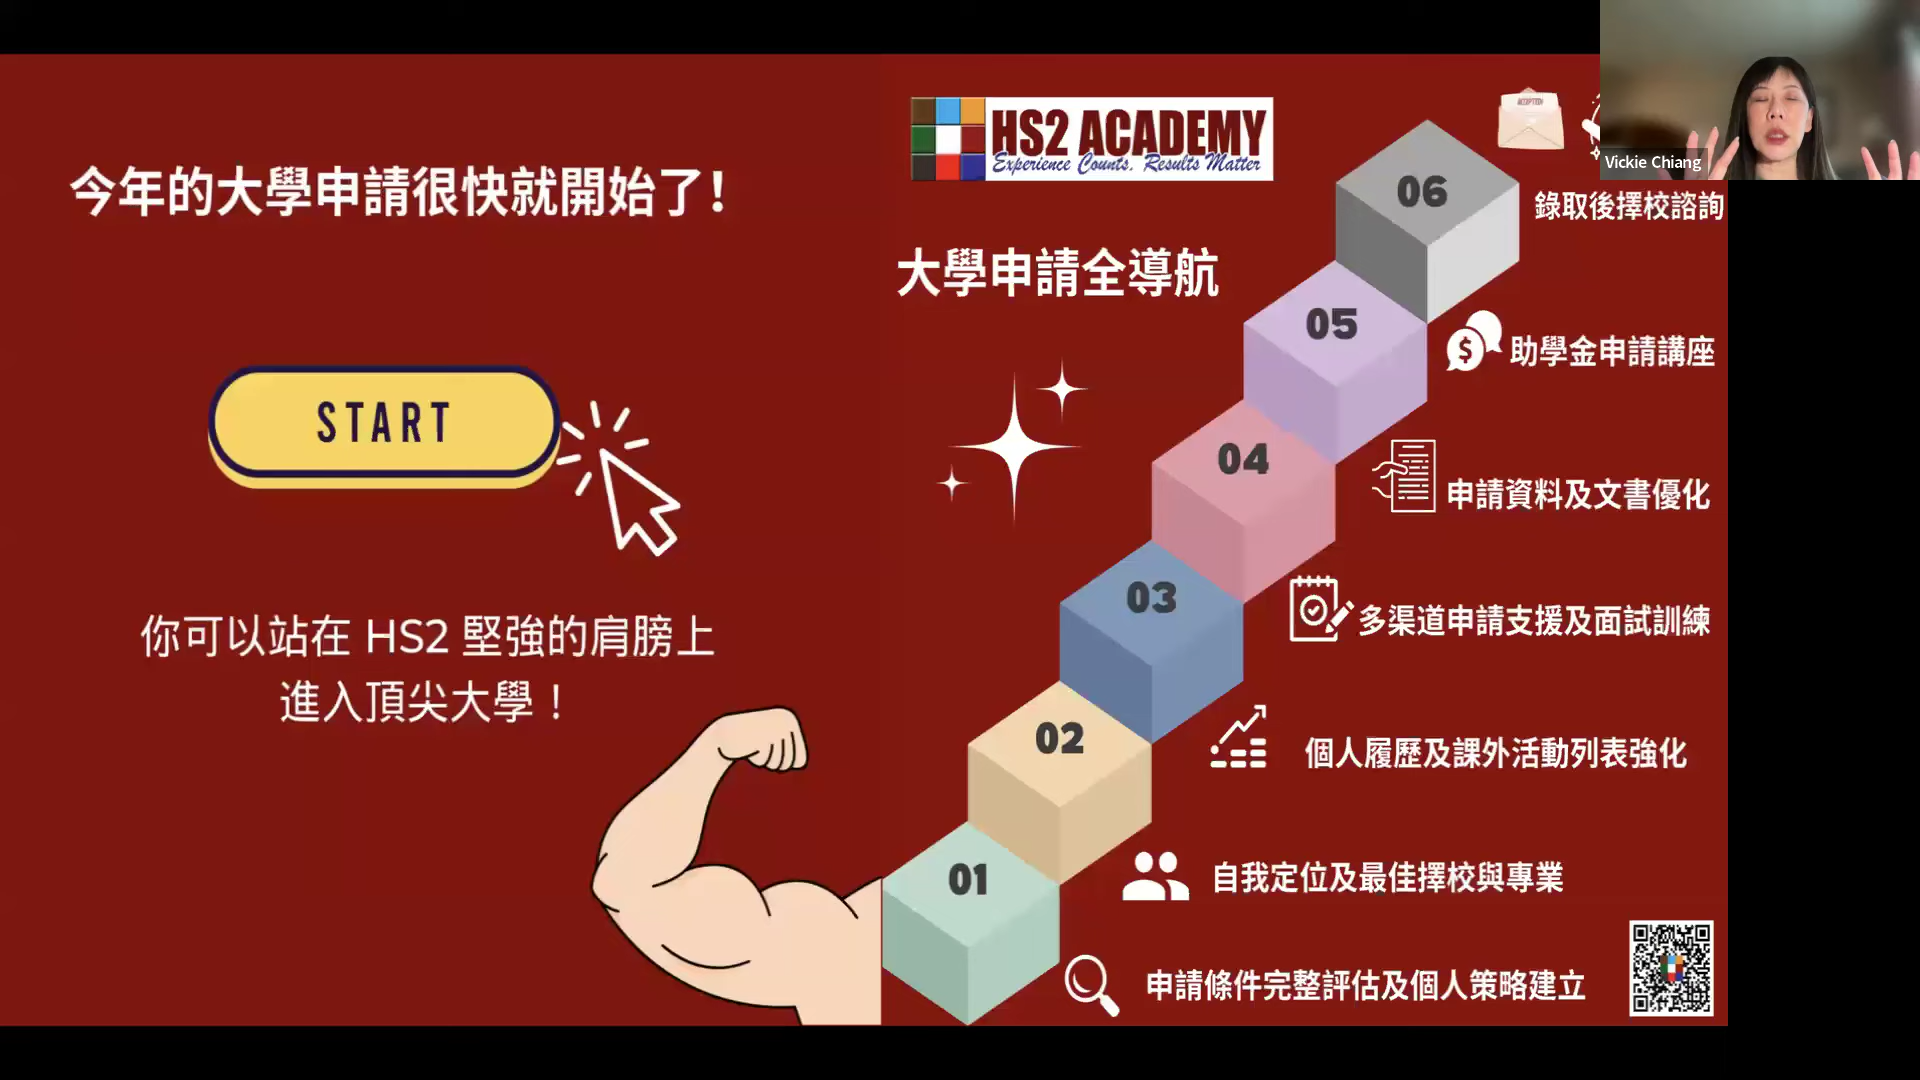 今年的大學申請很快就開始了!
START
你可以站在 HS2 堅強的肩膀上
進入頂尖大學！
HS2 ACADEMY
Experience Counts. Results Matter
大學申請全導航
06
錄取後擇校諮詢
05
助學金申請講座
04
申請資料及文書優化
03
多渠道申請支援及面試訓練
02
個人履歷及課外活動列表強化
01
自我定位及最佳擇校與專業
申請條件完整評估及個人策略建立
Vickie Chiang